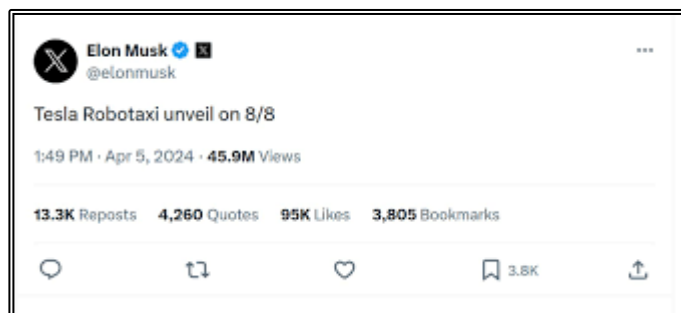 Elon Musk
@elonmusk
Tesla Robotaxi unveil on 8/8
1:49 PM · Apr 5, 2024 · 45.9M Views
13.3K Reposts 4,260 Quotes 95K Likes 3,805 Bookmarks
3.8K